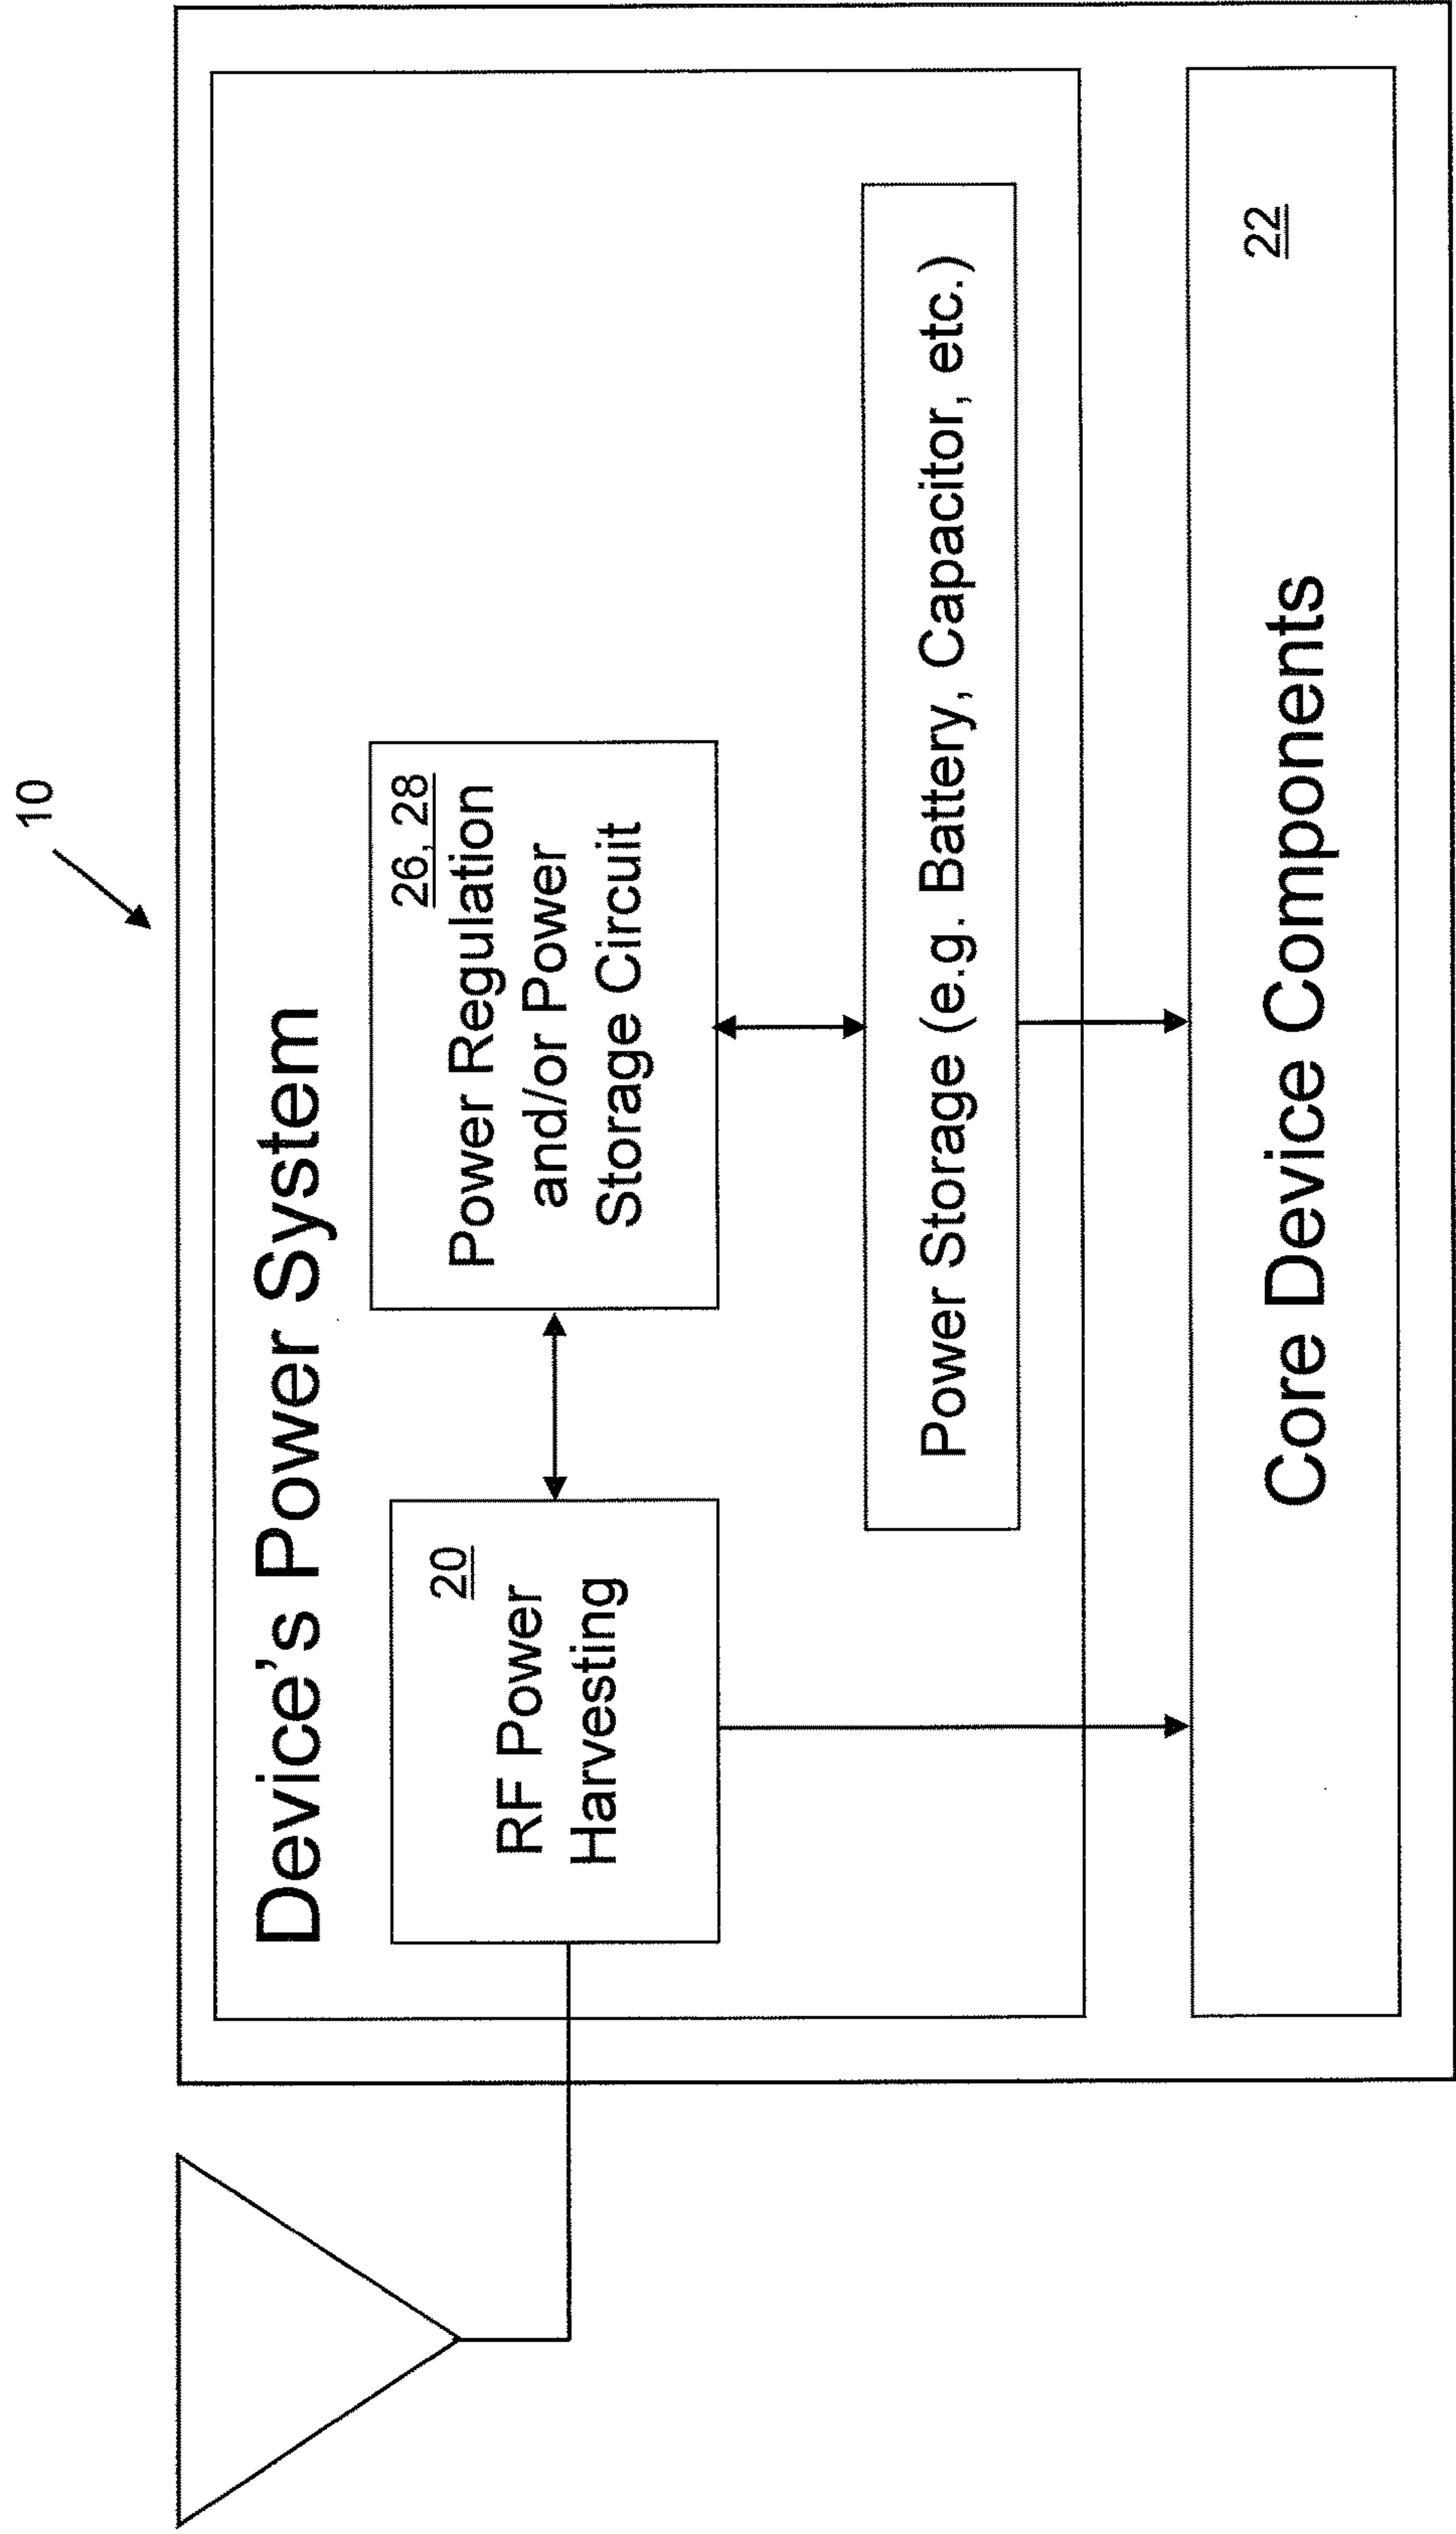 10
Device's Power System
20
RF Power
Harvesting
26, 28
Power Regulation
and/or Power
Storage Circuit
Power Storage (e.g. Battery, Capacitor, etc.)
22
Core Device Components